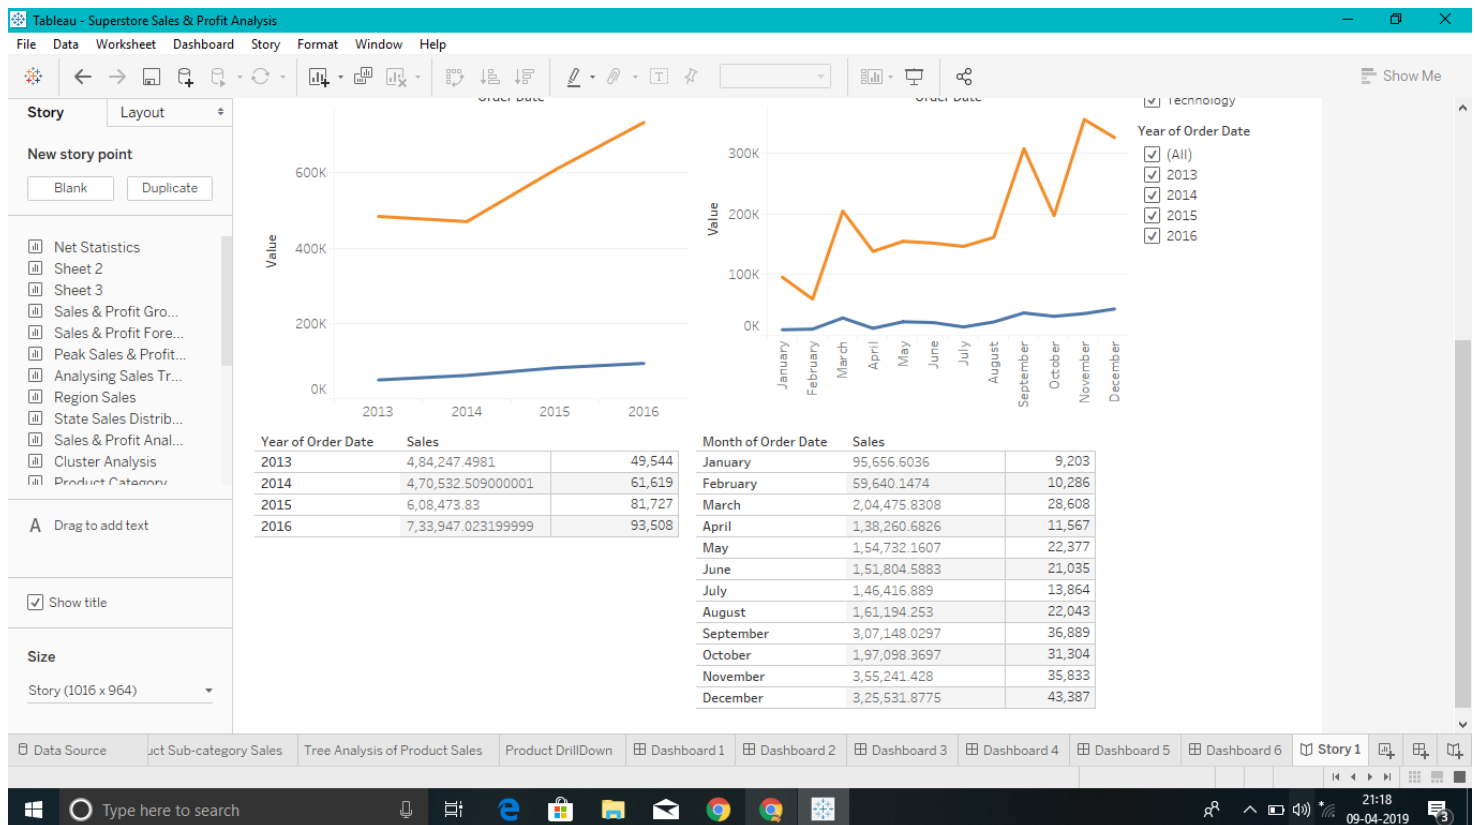 Tableau - Superstore Sales & Profit Analysis
File Data Worksheet Dashboard Story Format Window Help
Show Me
Story Layout
New story point
Blank Duplicate
Net Statistics
Sheet 2
Sheet 3
Sales & Profit Gro...
Sales & Profit Fore...
Peak Sales & Profit...
Analysing Sales Tr...
Region Sales
State Sales Distrib...
Sales & Profit Anal...
Cluster Analysis
Product Category
A Drag to add text
Show title
Size
Story (1016 x 964)
Order Date
Value
600K
400K
200K
0K
2013 2014 2015 2016
Year of Order Date Sales
2013 4,84,247.4981 49,544
2014 4,70,532.509000001 61,619
2015 6,08,473.83 81,727
2016 7,33,947.023199999 93,508
Order Date
Value
300K
200K
100K
0K
January February March April May June July August September October November December
Month of Order Date Sales
January 95,656.6036 9,203
February 59,640.1474 10,286
March 2,04,475.8308 28,608
April 1,38,260.6826 11,567
May 1,54,732.1607 22,377
June 1,51,804.5883 21,035
July 1,46,416.889 13,864
August 1,61,194.253 22,043
September 3,07,148.0297 36,889
October 1,97,098.3697 31,304
November 3,55,241.428 35,833
December 3,25,531.8775 43,387
Technology
Year of Order Date
(All)
2013
2014
2015
2016
Data Source uct Sub-category Sales Tree Analysis of Product Sales Product DrillDown Dashboard 1 Dashboard 2 Dashboard 3 Dashboard 4 Dashboard 5 Dashboard 6 Story 1
Type here to search
21:18
09-04-2019
3